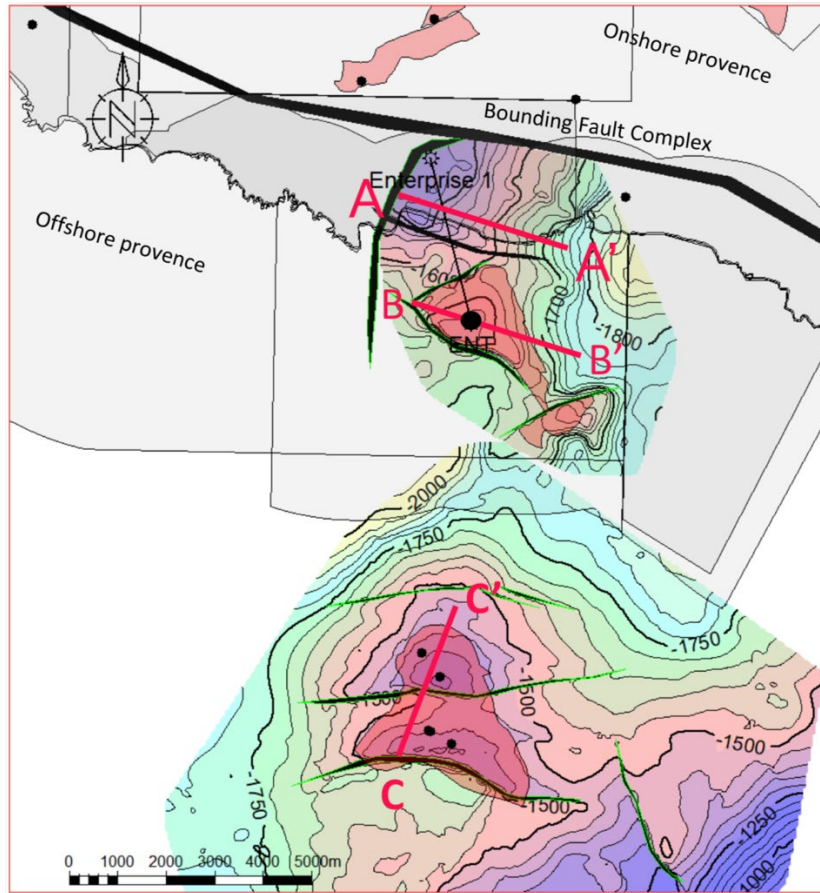 Onshore provence
Bounding Fault Complex
N
Enterprise 1
A
Offshore provence
A'
-1600
-1700
B
-1800
ENT
B'
-2000
-1750
C'
-1750
-1500
-1500
-1500
-1750
C
-1500
-1250
1000
0 1000 2000 3000 4000 5000m